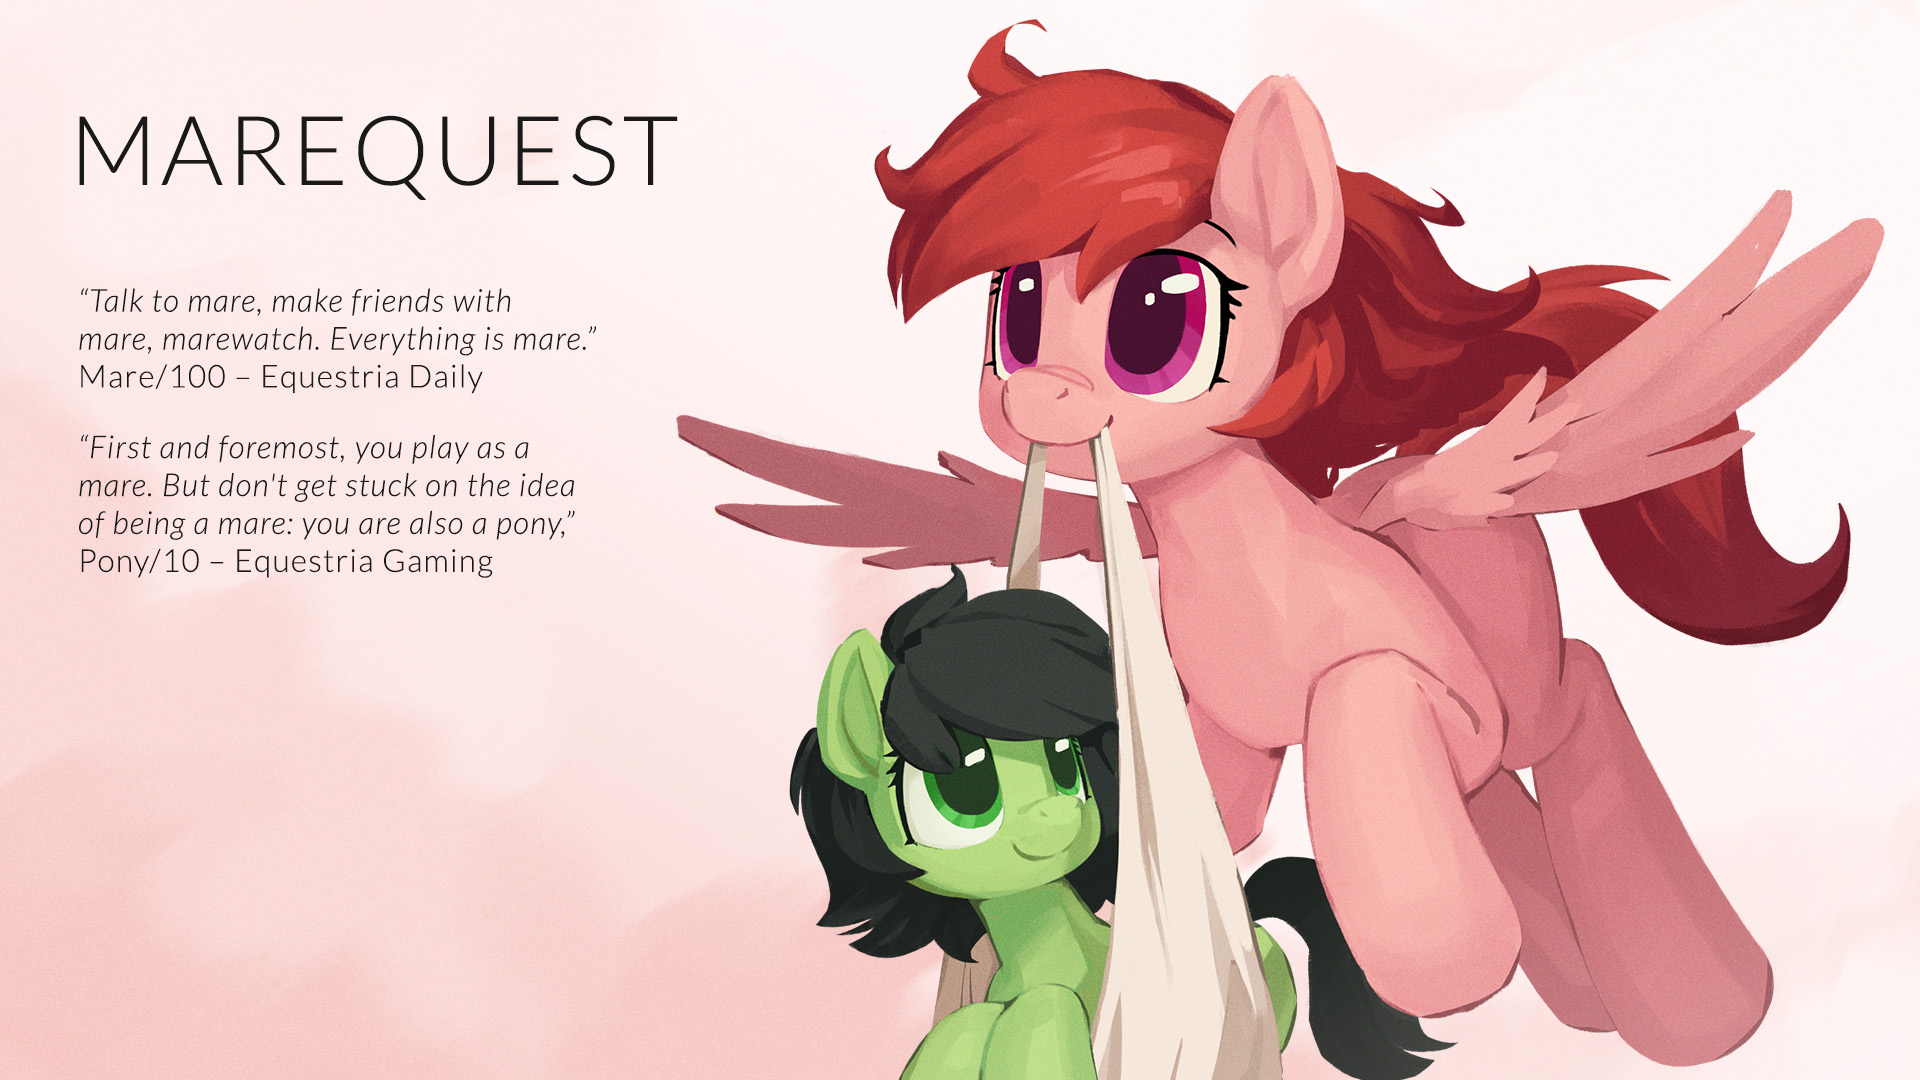 MAREQUEST
“Talk to mare, make friends with
mare, marewatch. Everything is mare.”
Mare/100 – Equestria Daily
“First and foremost, you play as a
mare. But don't get stuck on the idea
of being a mare: you are also a pony,”
Pony/10 – Equestria Gaming